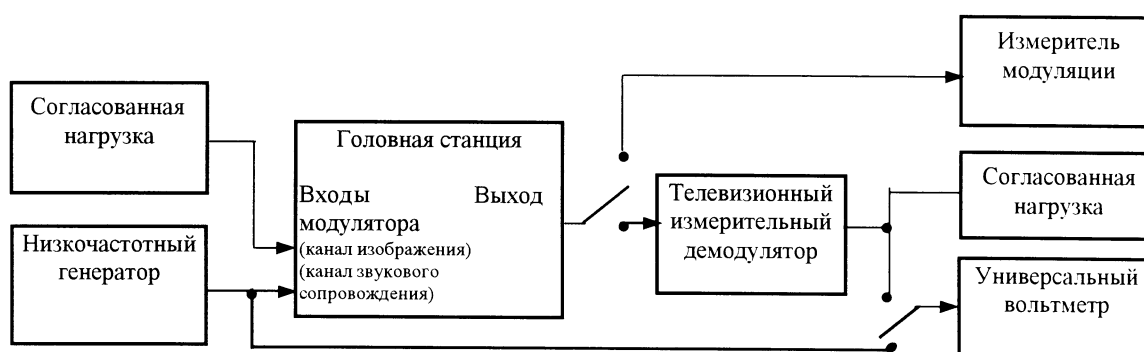 Измеритель
модуляции
Согласованная
нагрузка
Головная станция
Входы Выход
модулятора
(канал изображения)
(канал звукового
сопровождения)
Низкочастотный
генератор
Телевизионный
измерительный
демодулятор
Согласованная
нагрузка
Универсальный
вольтметр